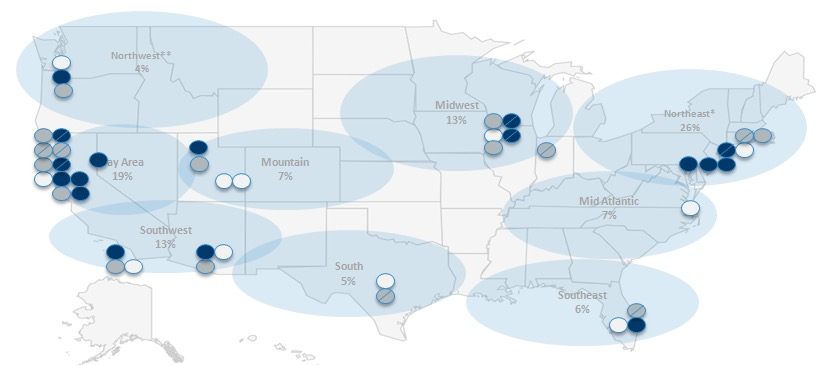 Northwest**
4%
Midwest
13%
Northeast*
26%
ay Area
19%
Mountain
7%
Mid Atlantic
7%
Southwest
13%
South
5%
Southeast
6%